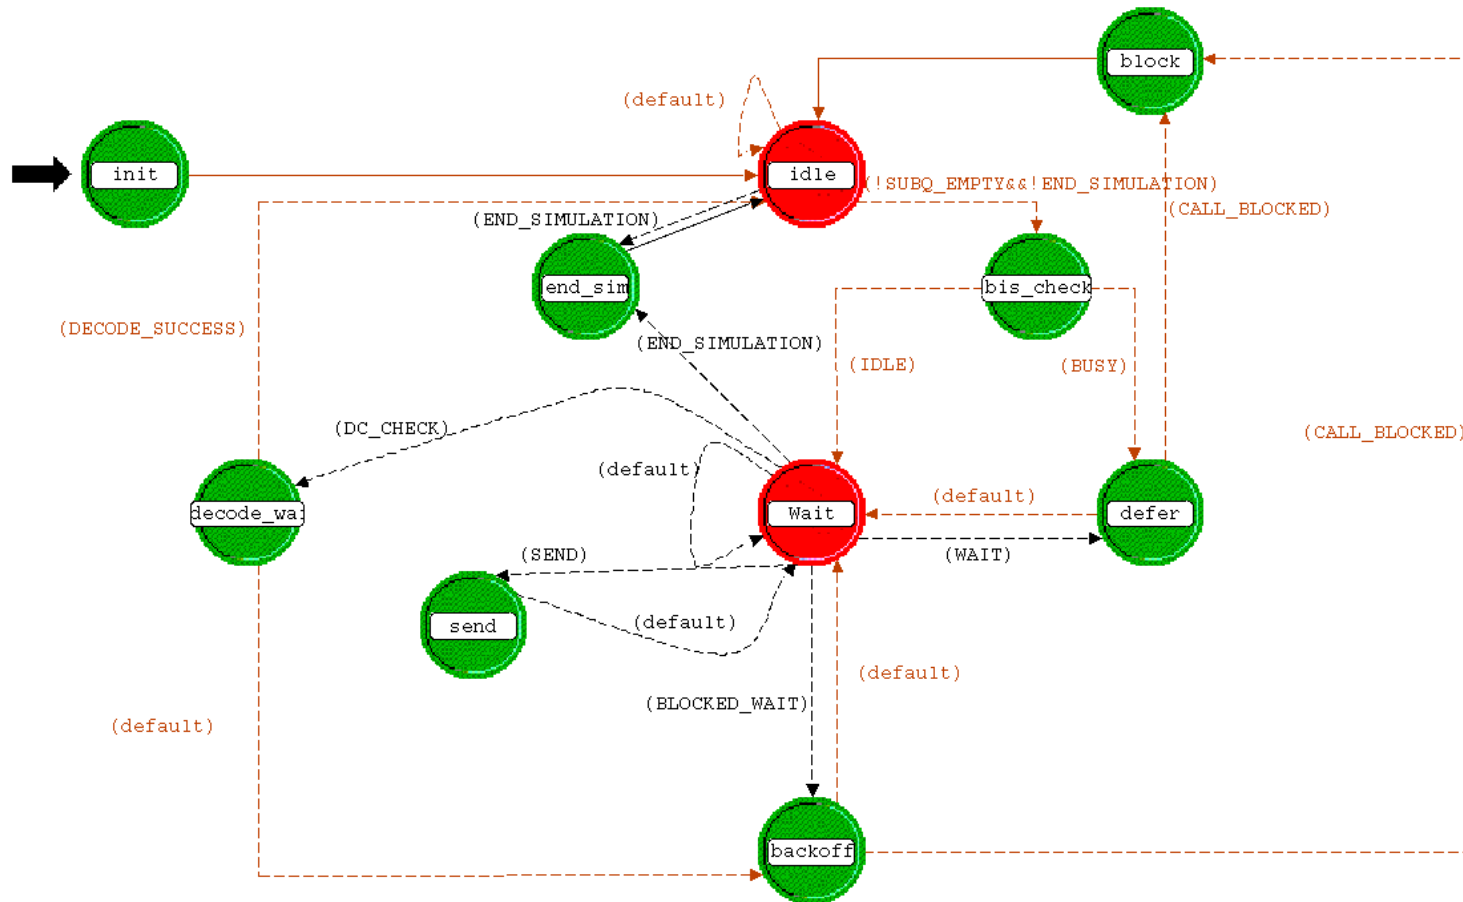 block
(default)
init
idle
(!SUBQ_EMPTY&&!END_SIMULATION)
(CALL_BLOCKED)
(END_SIMULATION)
end_sim
bis_check
(DECODE_SUCCESS)
(END_SIMULATION)
(IDLE)
(BUSY)
(DC_CHECK)
(CALL_BLOCKED)
(default)
(default)
decode_wai
Wait
defer
(SEND)
(WAIT)
send
(default)
(default)
(BLOCKED_WAIT)
(default)
backoff